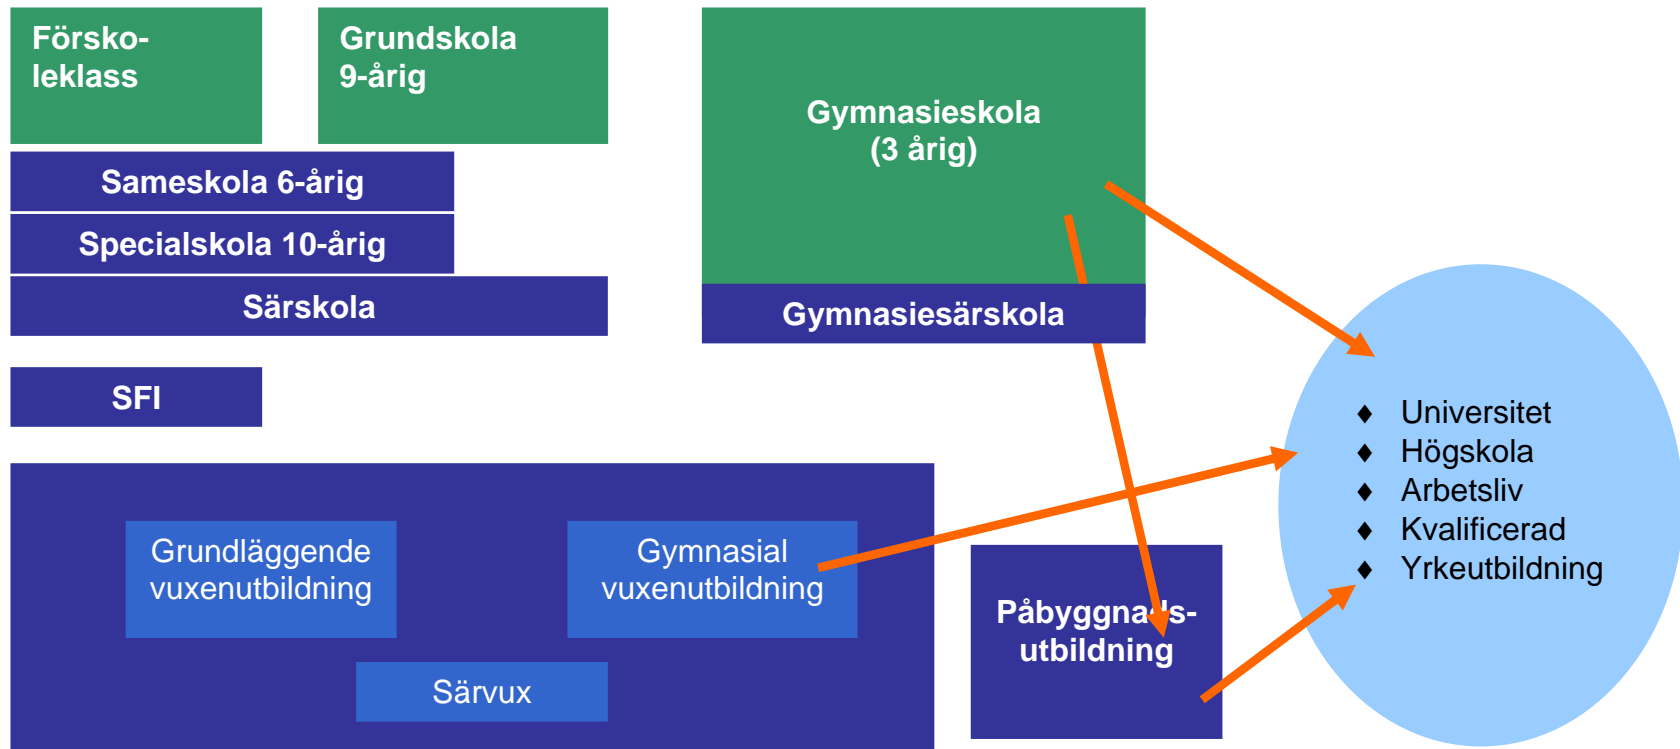 Försko-
leklass
Grundskola
9-årig
Gymnasieskola
(3 årig)
Sameskola 6-årig
Specialskola 10-årig
Särskola
Gymnasiesärskola
SFI
♦ Universitet
♦ Högskola
♦ Arbetsliv
♦ Kvalificerad
♦ Yrkeutbildning
Grundläggende
vuxenutbildning
Gymnasial
vuxenutbildning
Särvux
Påbyggnads-
utbildning